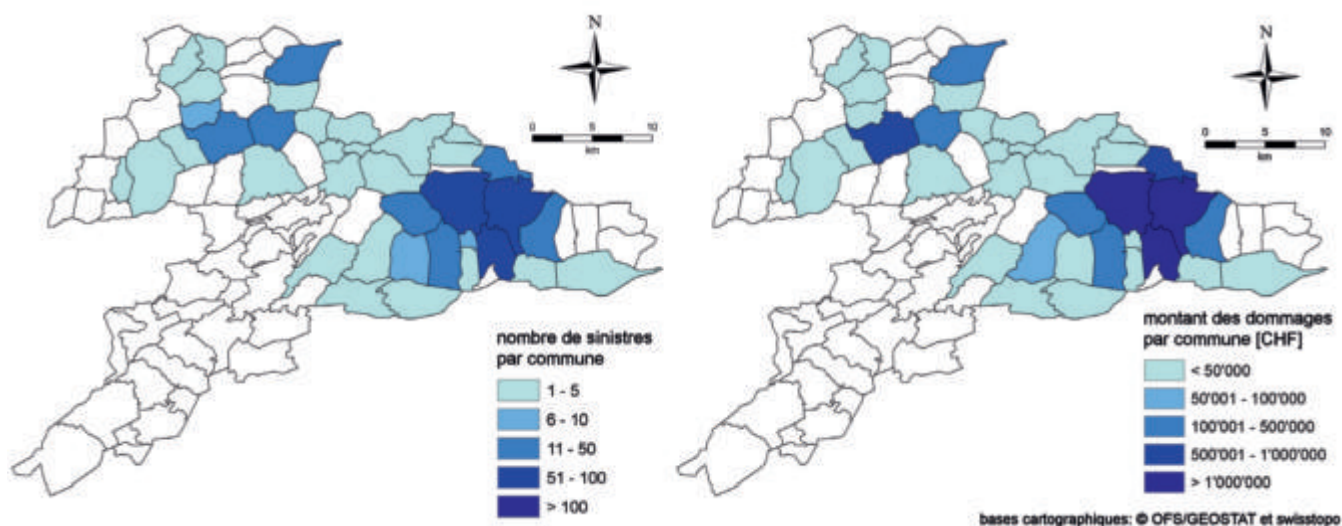 N
0 5 10
km
nombre de sinistres
par commune
1 - 5
6 - 10
11 - 50
51 - 100
> 100
N
0 5 10
km
montant des dommages
par commune [CHF]
< 50'000
50'001 - 100'000
100'001 - 500'000
500'001 - 1'000'000
> 1'000'000
bases cartographiques: © OFS/GEOSTAT et swisstopo